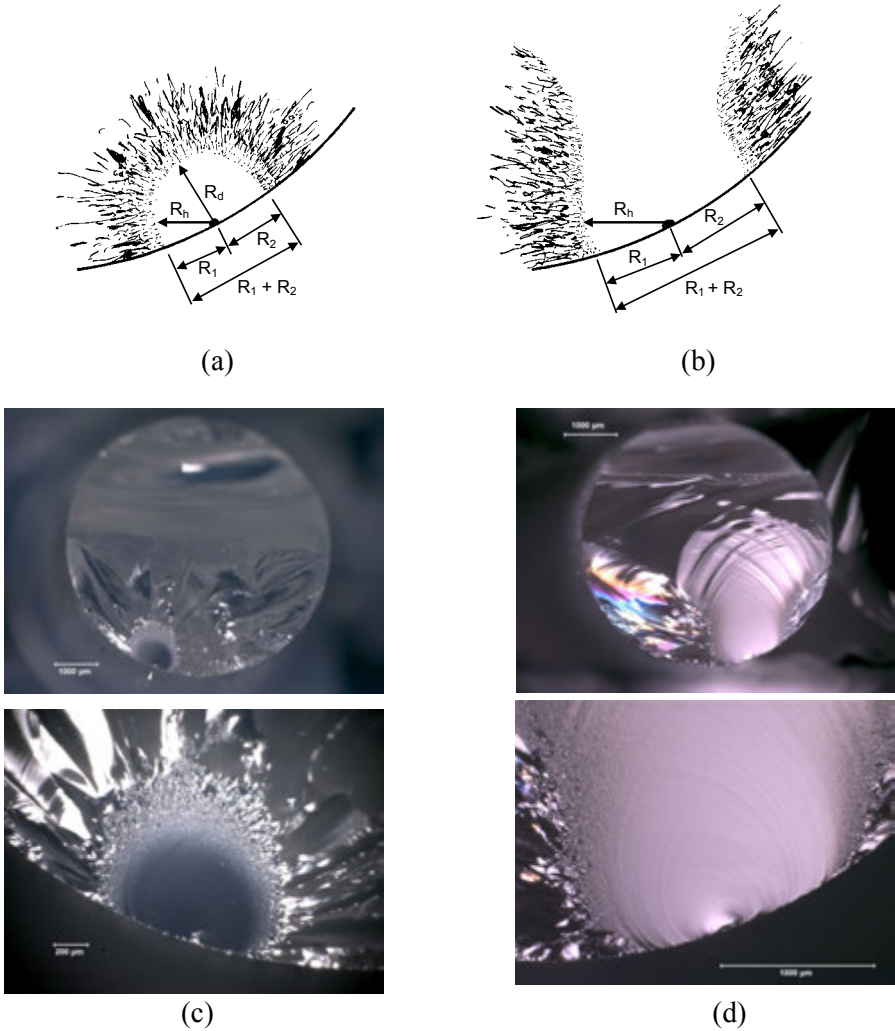 R_d
R_h
R_1
R_2
R_1 + R_2
(a)
R_h
R_1
R_2
R_1 + R_2
(b)
1000 µm
1000 µm
200 µm
(c)
1000 µm
(d)